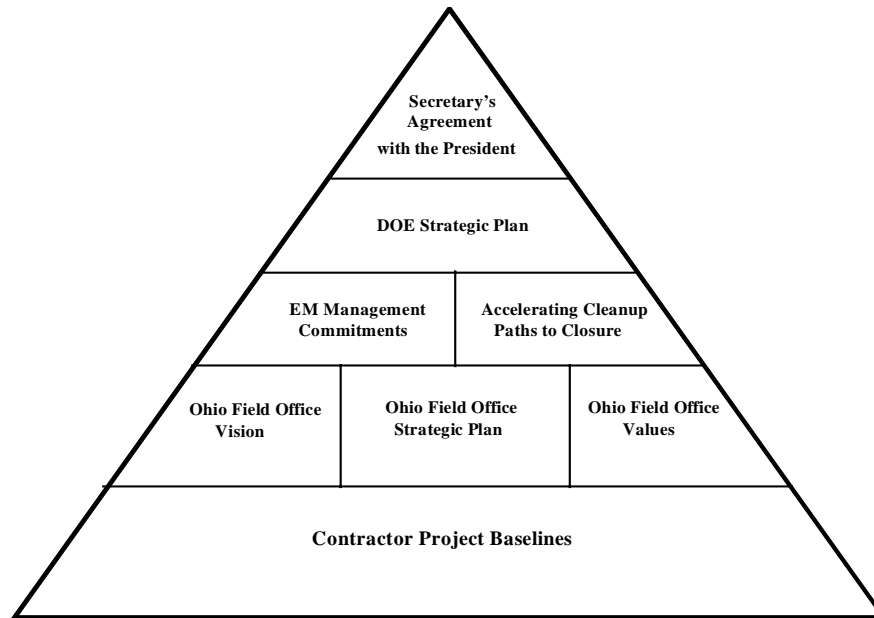 Secretary's
Agreement
with the President
DOE Strategic Plan
EM Management
Commitments
Accelerating Cleanup
Paths to Closure
Ohio Field Office
Vision
Ohio Field Office
Strategic Plan
Ohio Field Office
Values
Contractor Project Baselines